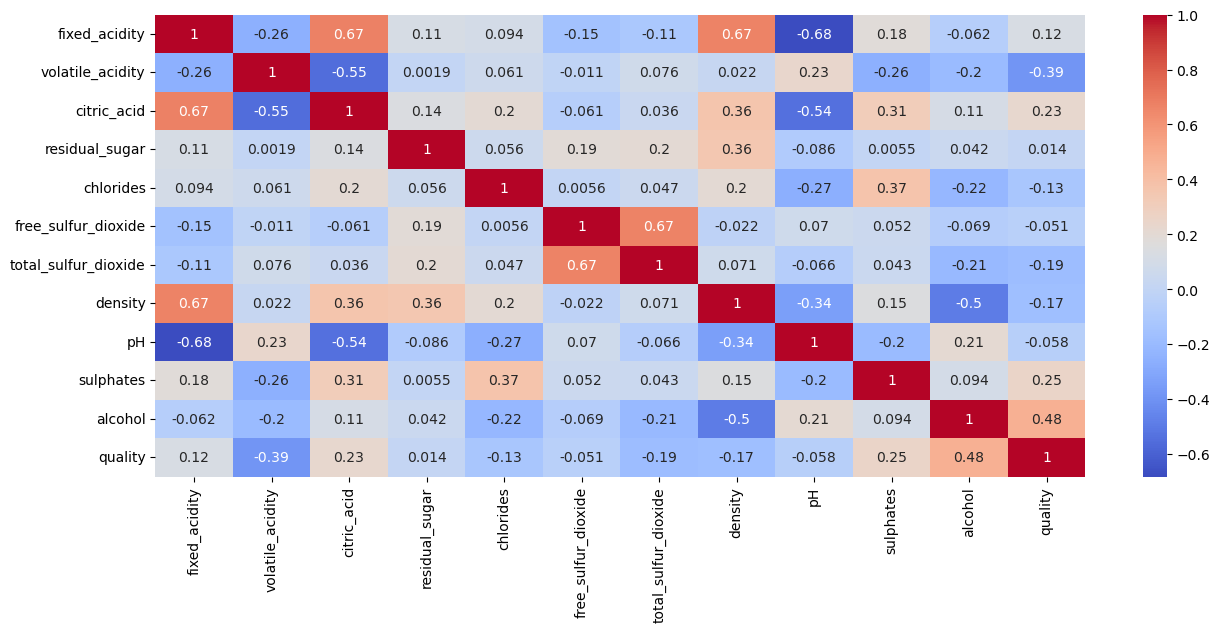 fixed_acidity 1 -0.26 0.67 0.11 0.094 -0.15 -0.11 0.67 -0.68 0.18 -0.062 0.12
volatile_acidity -0.26 1 -0.55 0.0019 0.061 -0.011 0.076 0.022 0.23 -0.26 -0.2 -0.39
citric_acid 0.67 -0.55 1 0.14 0.2 -0.061 0.036 0.36 -0.54 0.31 0.11 0.23
residual_sugar 0.11 0.0019 0.14 1 0.056 0.19 0.2 0.36 -0.086 0.0055 0.042 0.014
chlorides 0.094 0.061 0.2 0.056 1 0.0056 0.047 0.2 -0.27 0.37 -0.22 -0.13
free_sulfur_dioxide -0.15 -0.011 -0.061 0.19 0.0056 1 0.67 -0.022 0.07 0.052 -0.069 -0.051
total_sulfur_dioxide -0.11 0.076 0.036 0.2 0.047 0.67 1 0.071 -0.066 0.043 -0.21 -0.19
density 0.67 0.022 0.36 0.36 0.2 -0.022 0.071 1 -0.34 0.15 -0.5 -0.17
pH -0.68 0.23 -0.54 -0.086 -0.27 0.07 -0.066 -0.34 1 -0.2 0.21 -0.058
sulphates 0.18 -0.26 0.31 0.0055 0.37 0.052 0.043 0.15 -0.2 1 0.094 0.25
alcohol -0.062 -0.2 0.11 0.042 -0.22 -0.069 -0.21 -0.5 0.21 0.094 1 0.48
quality 0.12 -0.39 0.23 0.014 -0.13 -0.051 -0.19 -0.17 -0.058 0.25 0.48 1
fixed_acidity
volatile_acidity
citric_acid
residual_sugar
chlorides
free_sulfur_dioxide
total_sulfur_dioxide
density
pH
sulphates
alcohol
quality
1.0
0.8
0.6
0.4
0.2
0.0
−0.2
−0.4
−0.6